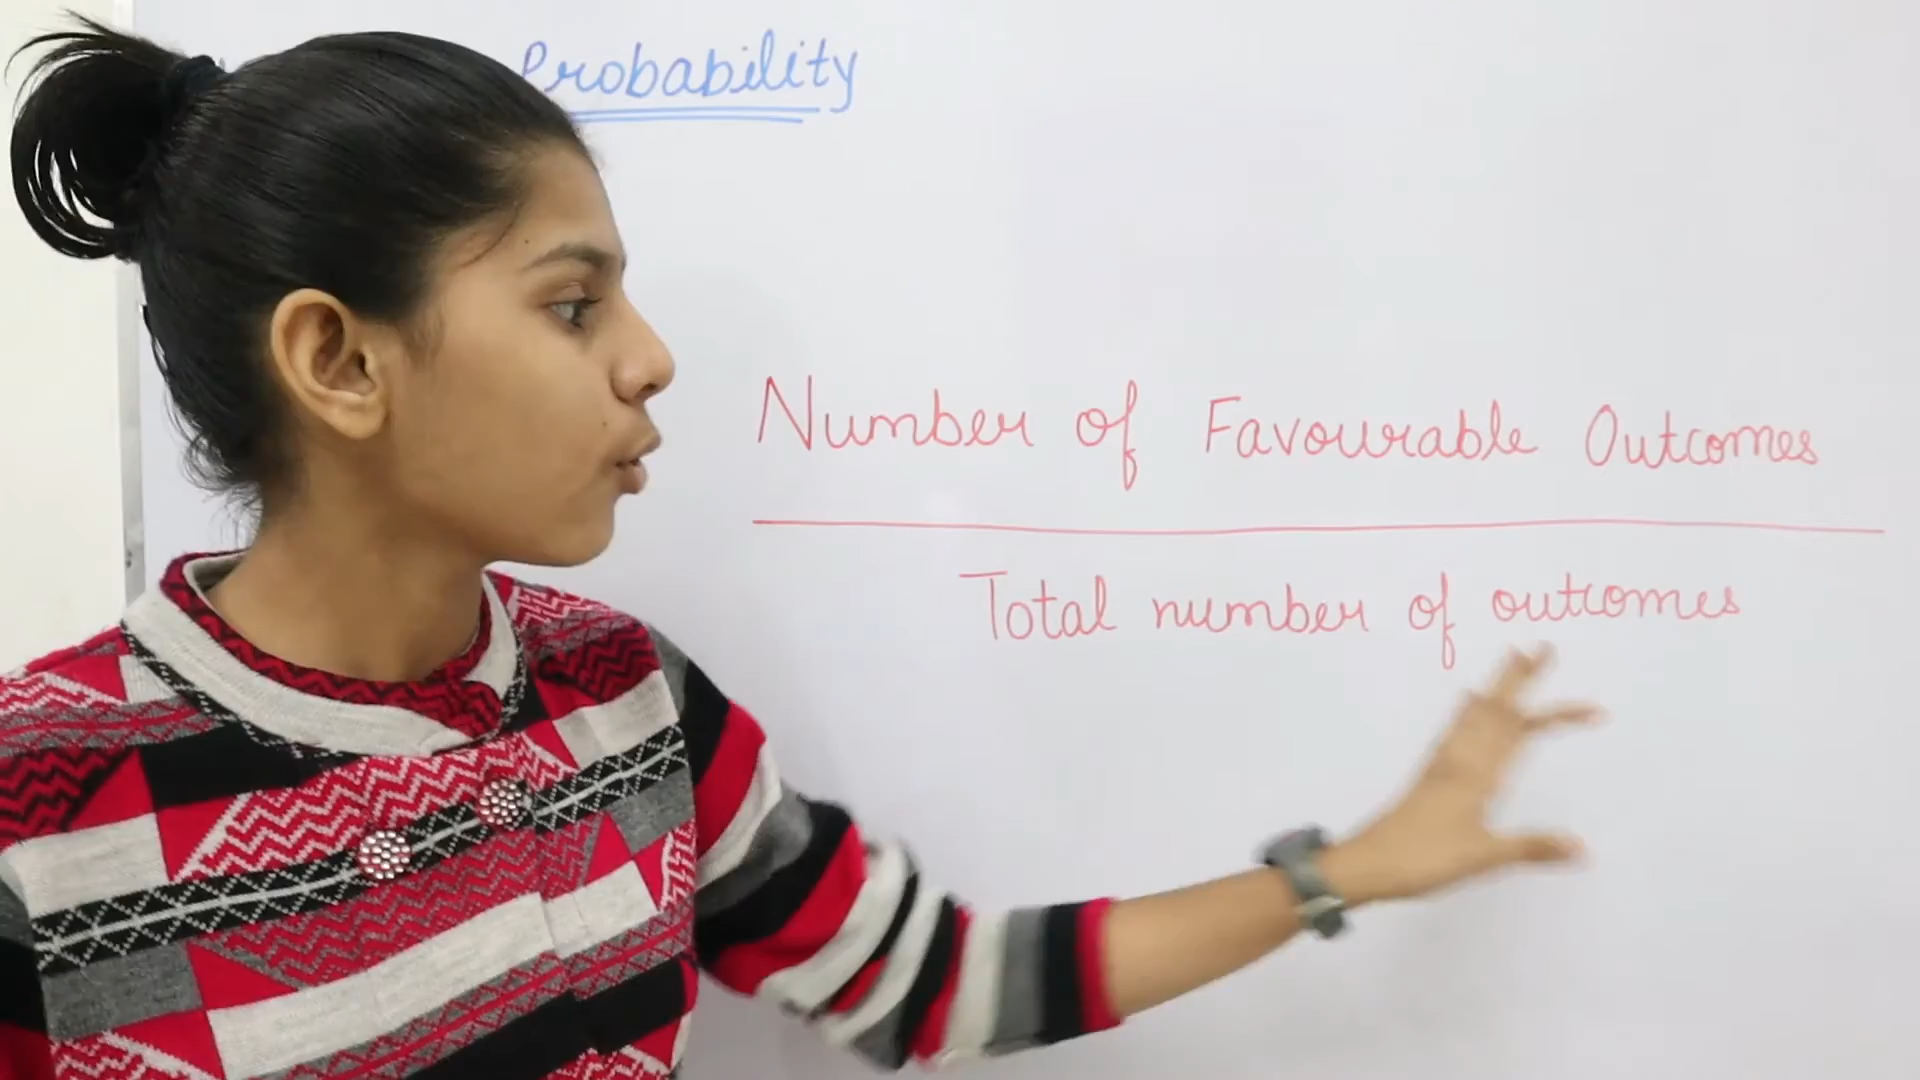 Probability
Number of Favourable Outcomes
Total number of outcomes